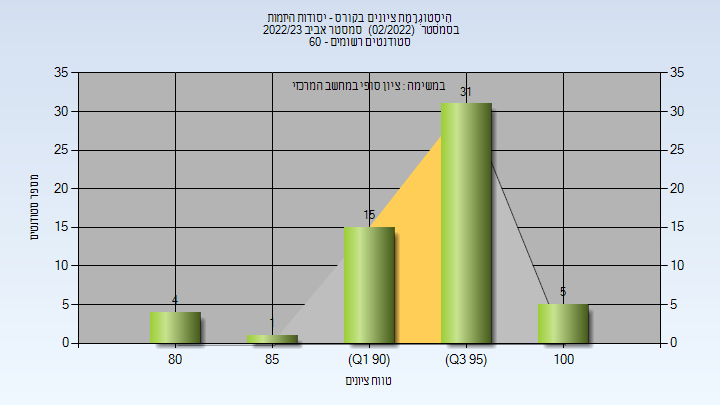 היסטוגרמת ציונים בקורס - יסודות היזמות
בסמסטר (02/2022) סמסטר אביב 2022/23
סטודנטים רשומים - 60
במשימה : ציון סופי במחשב המרכזי
35 35
30 30
25 25
20 20
15 15
10 10
5 5
0 0
31
15
4
1
5
80 85 (Q1 90) (Q3 95) 100
מספר סטודנטים
טווח ציונים